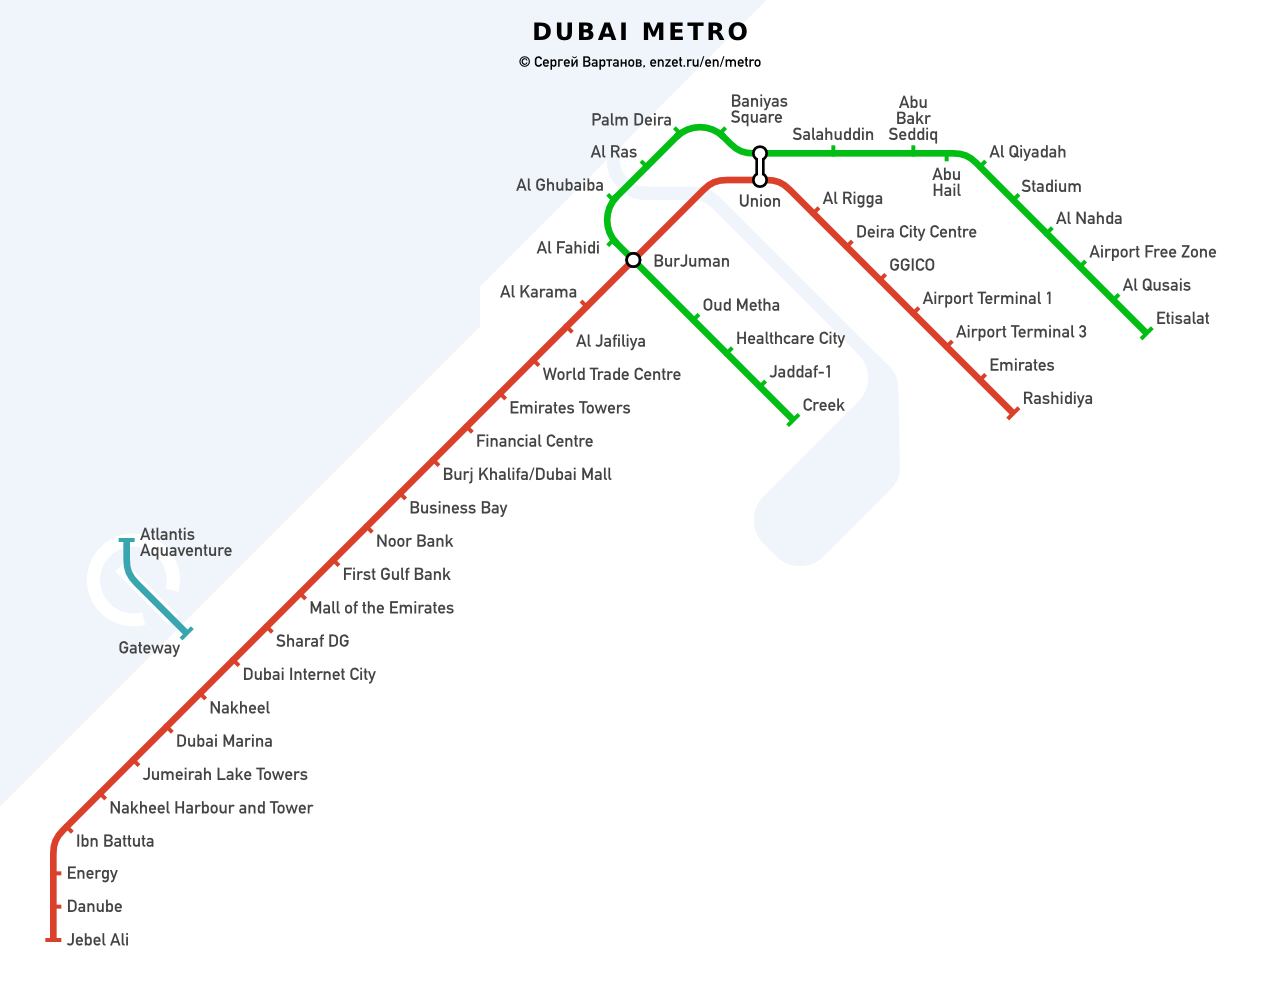 DUBAI METRO
© Сергей Вартанов, enzet.ru/en/metro
Baniyas
Square
Palm Deira
Al Ras
Al Ghubaiba
Al Fahidi
Salahuddin
Abu
Bakr
Seddiq
Abu
Hail
Al Qiyadah
Stadium
Al Nahda
Airport Free Zone
Al Qusais
Etisalat
Union
Al Rigga
Deira City Centre
GGICO
Airport Terminal 1
Airport Terminal 3
Emirates
Rashidiya
BurJuman
Oud Metha
Healthcare City
Jaddaf-1
Creek
Al Karama
Al Jafiliya
World Trade Centre
Emirates Towers
Financial Centre
Burj Khalifa/Dubai Mall
Business Bay
Noor Bank
First Gulf Bank
Mall of the Emirates
Sharaf DG
Dubai Internet City
Nakheel
Dubai Marina
Jumeirah Lake Towers
Nakheel Harbour and Tower
Ibn Battuta
Energy
Danube
Jebel Ali
Atlantis
Aquaventure
Gateway